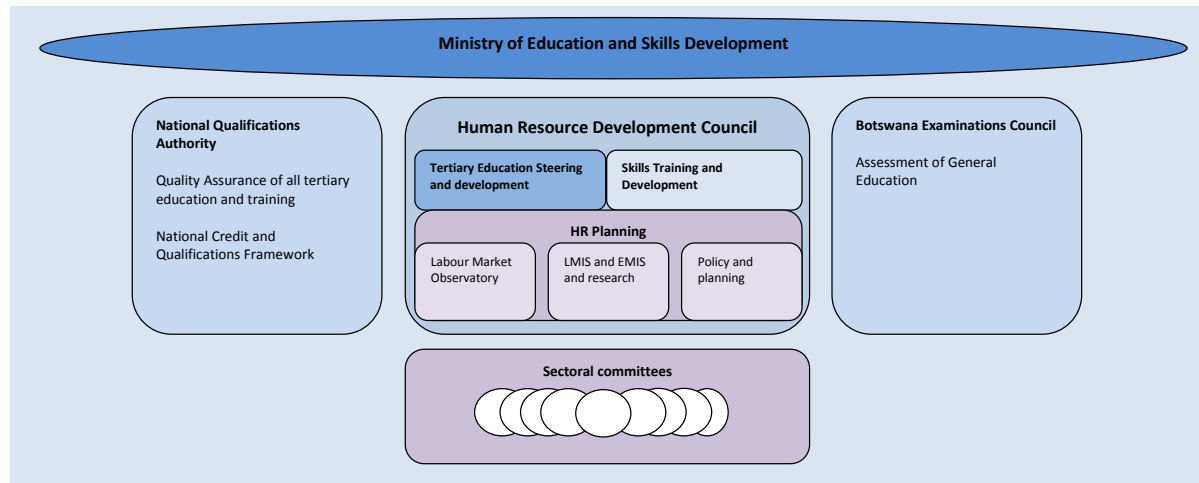 Ministry of Education and Skills Development
National Qualifications
Authority
Quality Assurance of all tertiary
education and training
National Credit and
Qualifications Framework
Human Resource Development Council
Tertiary Education Steering
and development
Skills Training and
Development
HR Planning
Labour Market
Observatory
LMIS and EMIS
and research
Policy and
planning
Botswana Examinations Council
Assessment of General
Education
Sectoral committees